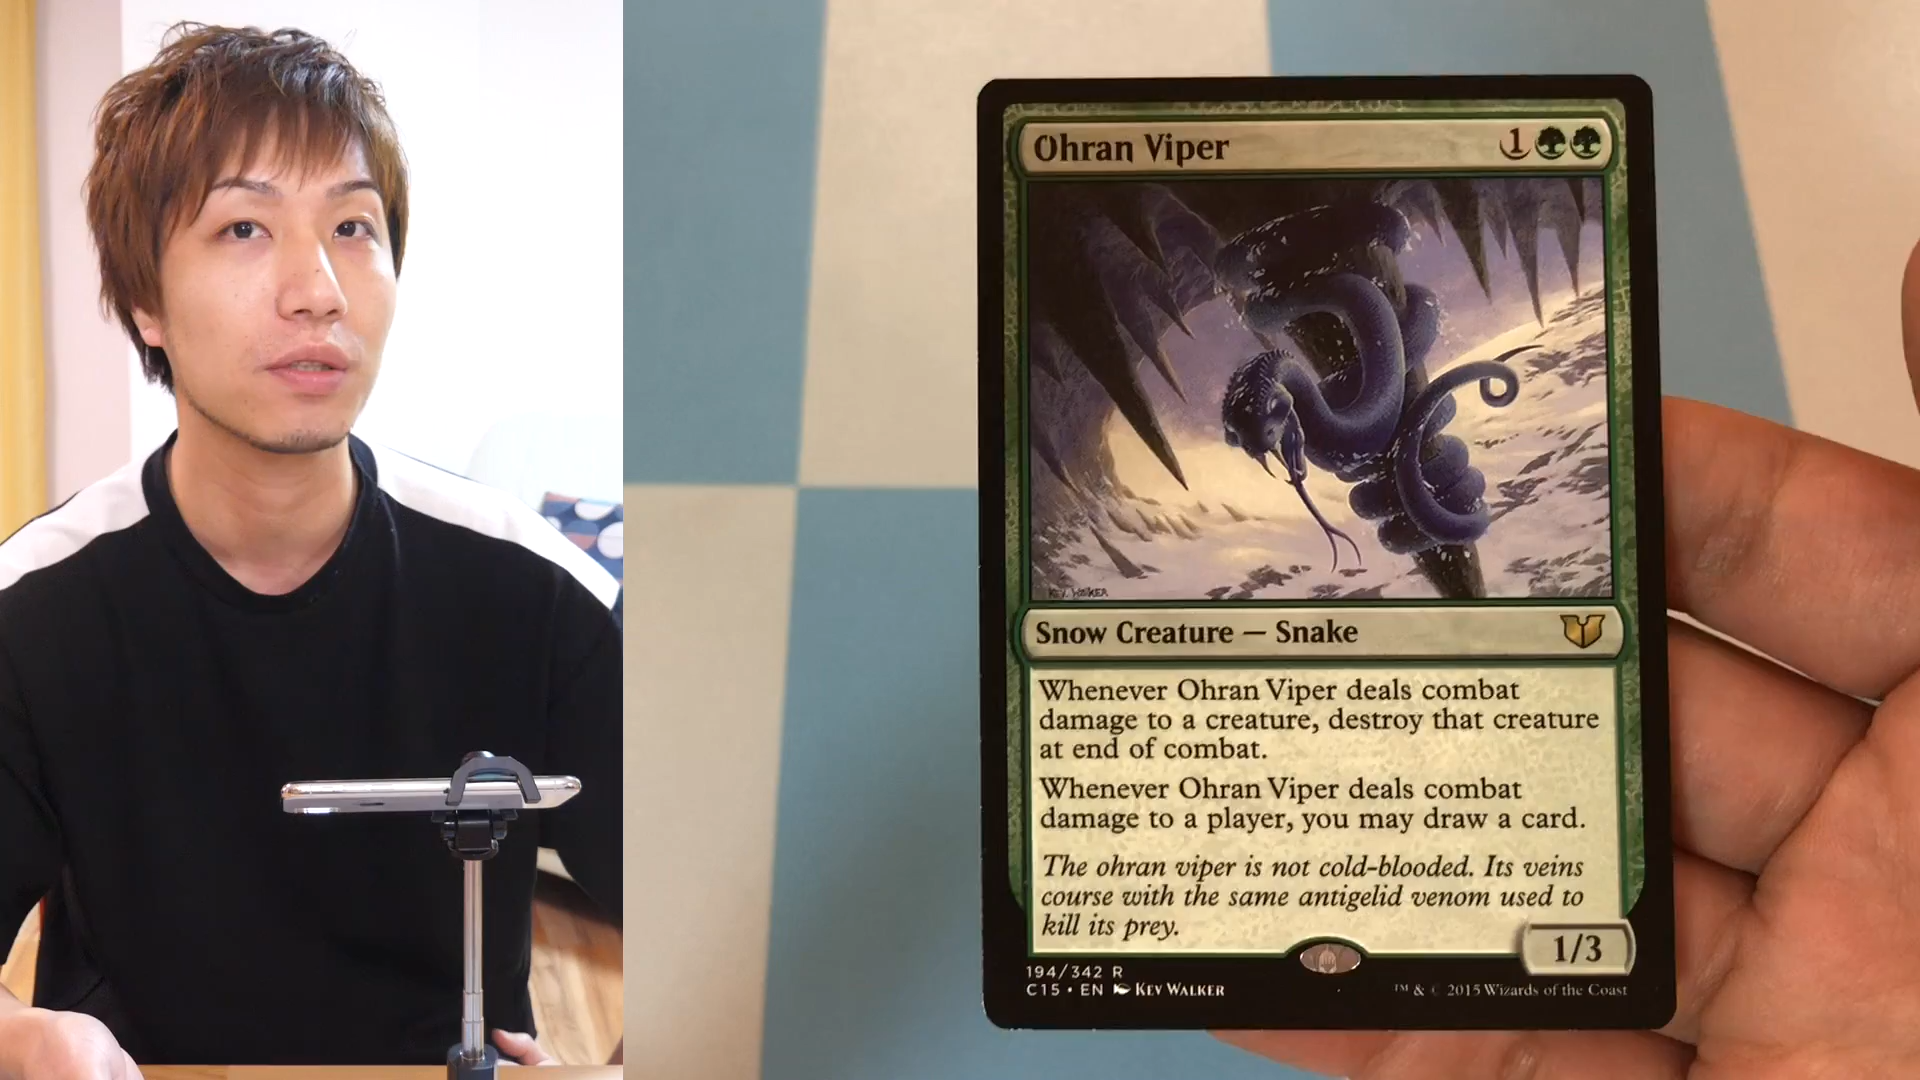 Ohran Viper 1
KEV WALKER
Snow Creature — Snake
Whenever Ohran Viper deals combat
damage to a creature, destroy that creature
at end of combat.
Whenever Ohran Viper deals combat
damage to a player, you may draw a card.
The ohran viper is not cold-blooded. Its veins
course with the same antigelid venom used to
kill its prey.
1/3
194/342 R
C15 • EN KEV WALKER
™ & © 2015 Wizards of the Coast